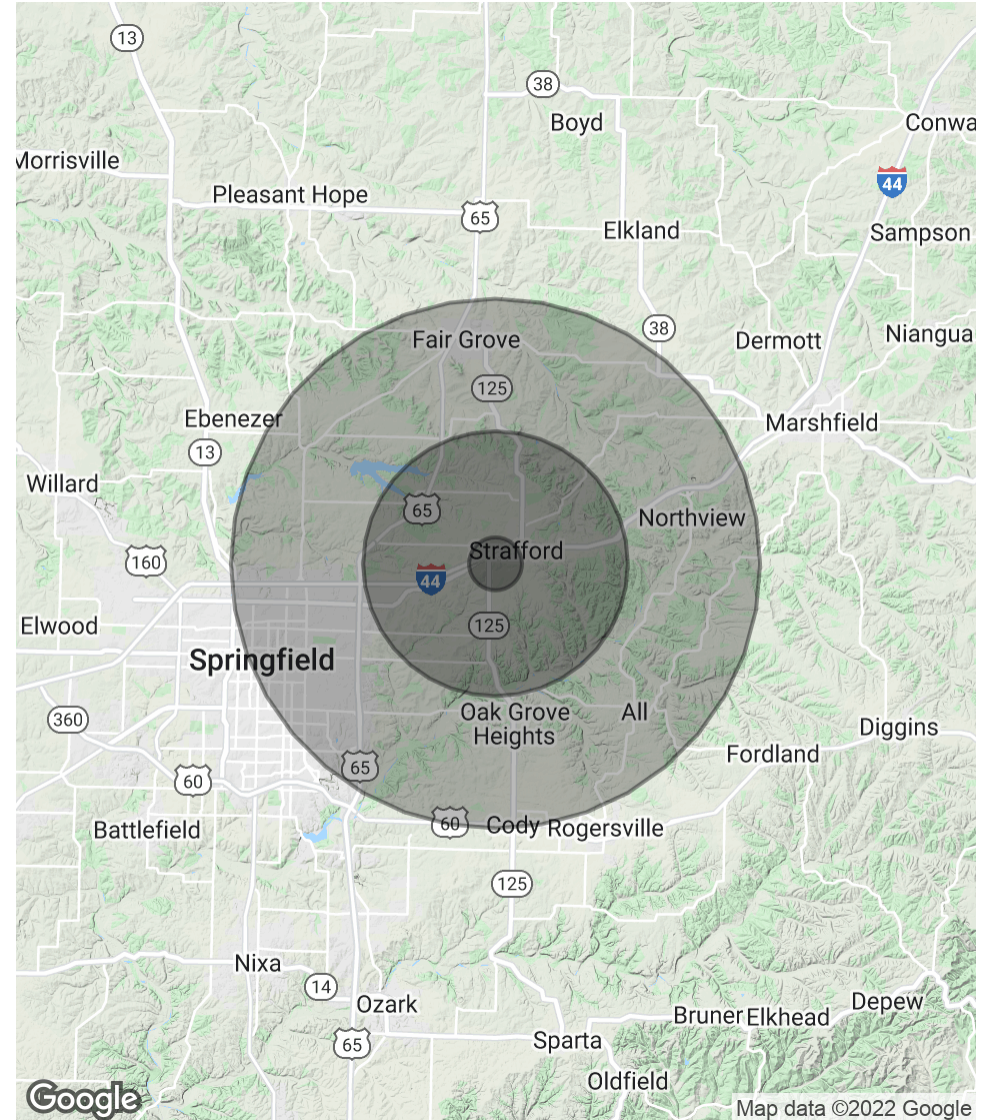 13
38
Boyd
Conwa
Morrisville
44
Pleasant Hope
65
Elkland
Sampson
38
Fair Grove
Dermott
Niangua
125
Ebenezer
Marshfield
13
Willard
65
Northview
Strafford
160
44
Elwood
125
Springfield
360
Oak Grove
Heights
All
Diggins
Fordland
65
60
60
Battlefield
Cody
Rogersville
125
Nixa
14
Ozark
Depew
Bruner
Elkhead
65
Sparta
Oldfield
Google
Map data ©2022 Google